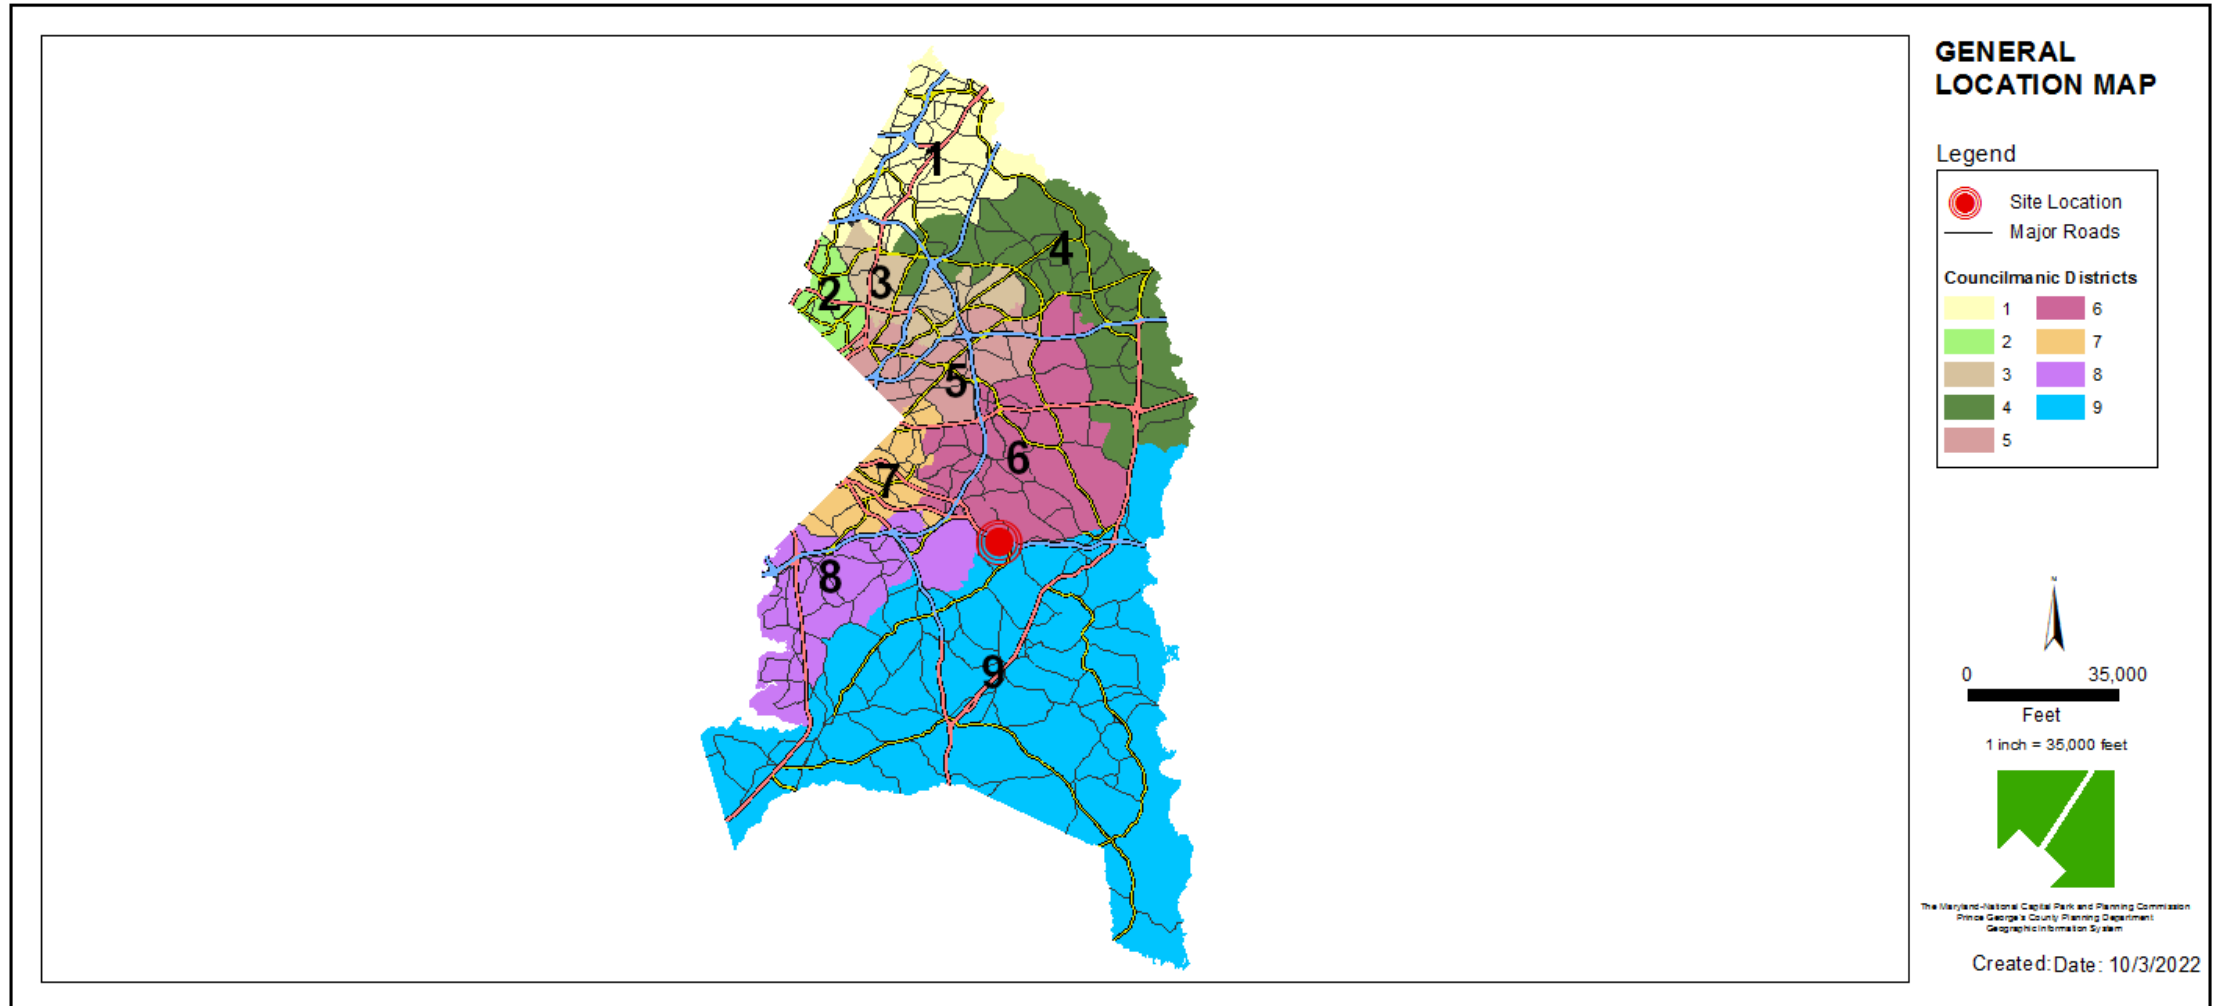 GENERAL
LOCATION MAP
Legend
Site Location
Major Roads
Councilmanic Districts
1 6
2 7
3 8
4 9
5
1
4
3
2
5
6
7
8
9
N
0 35,000
Feet
1 inch = 35,000 feet
The Maryland-National Capital Park and Planning Commission
Prince George's County Planning Department
Geographic Information System
Created: Date: 10/3/2022